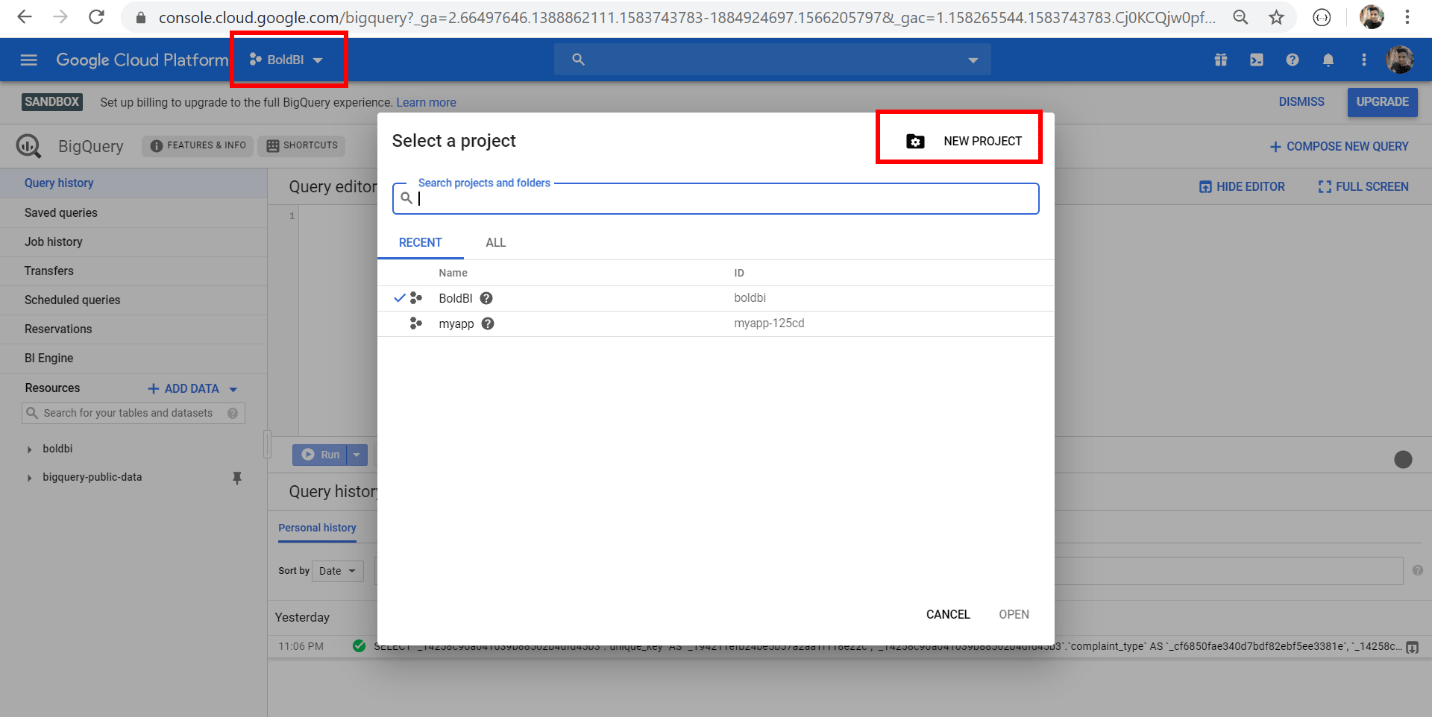 console.cloud.google.com/bigquery?_ga=2.66497646.1388862111.1583743783-1884924697.1566205797&_gac=1.158265544.1583743783.Cj0KCQjw0pf...
Google Cloud Platform BoldBI
SANDBOX Set up billing to upgrade to the full BigQuery experience. Learn more DISMISS UPGRADE
BigQuery FEATURES & INFO SHORTCUTS COMPOSE NEW QUERY
Query history
Saved queries
Job history
Transfers
Scheduled queries
Reservations
BI Engine
Resources ADD DATA
Search for your tables and datasets
boldbi
bigquery-public-data
Query editor HIDE EDITOR FULL SCREEN
1
Select a project NEW PROJECT
Search projects and folders
RECENT ALL
Name ID
BoldBI boldbi
myapp myapp-125cd
CANCEL OPEN
Run
Query history
Personal history
Sort by Date
Yesterday
11:06 PM SELECT `complaint_type` AS `_cf6850fae340d7bdf82ebf5ee3381e`, `_14258c...